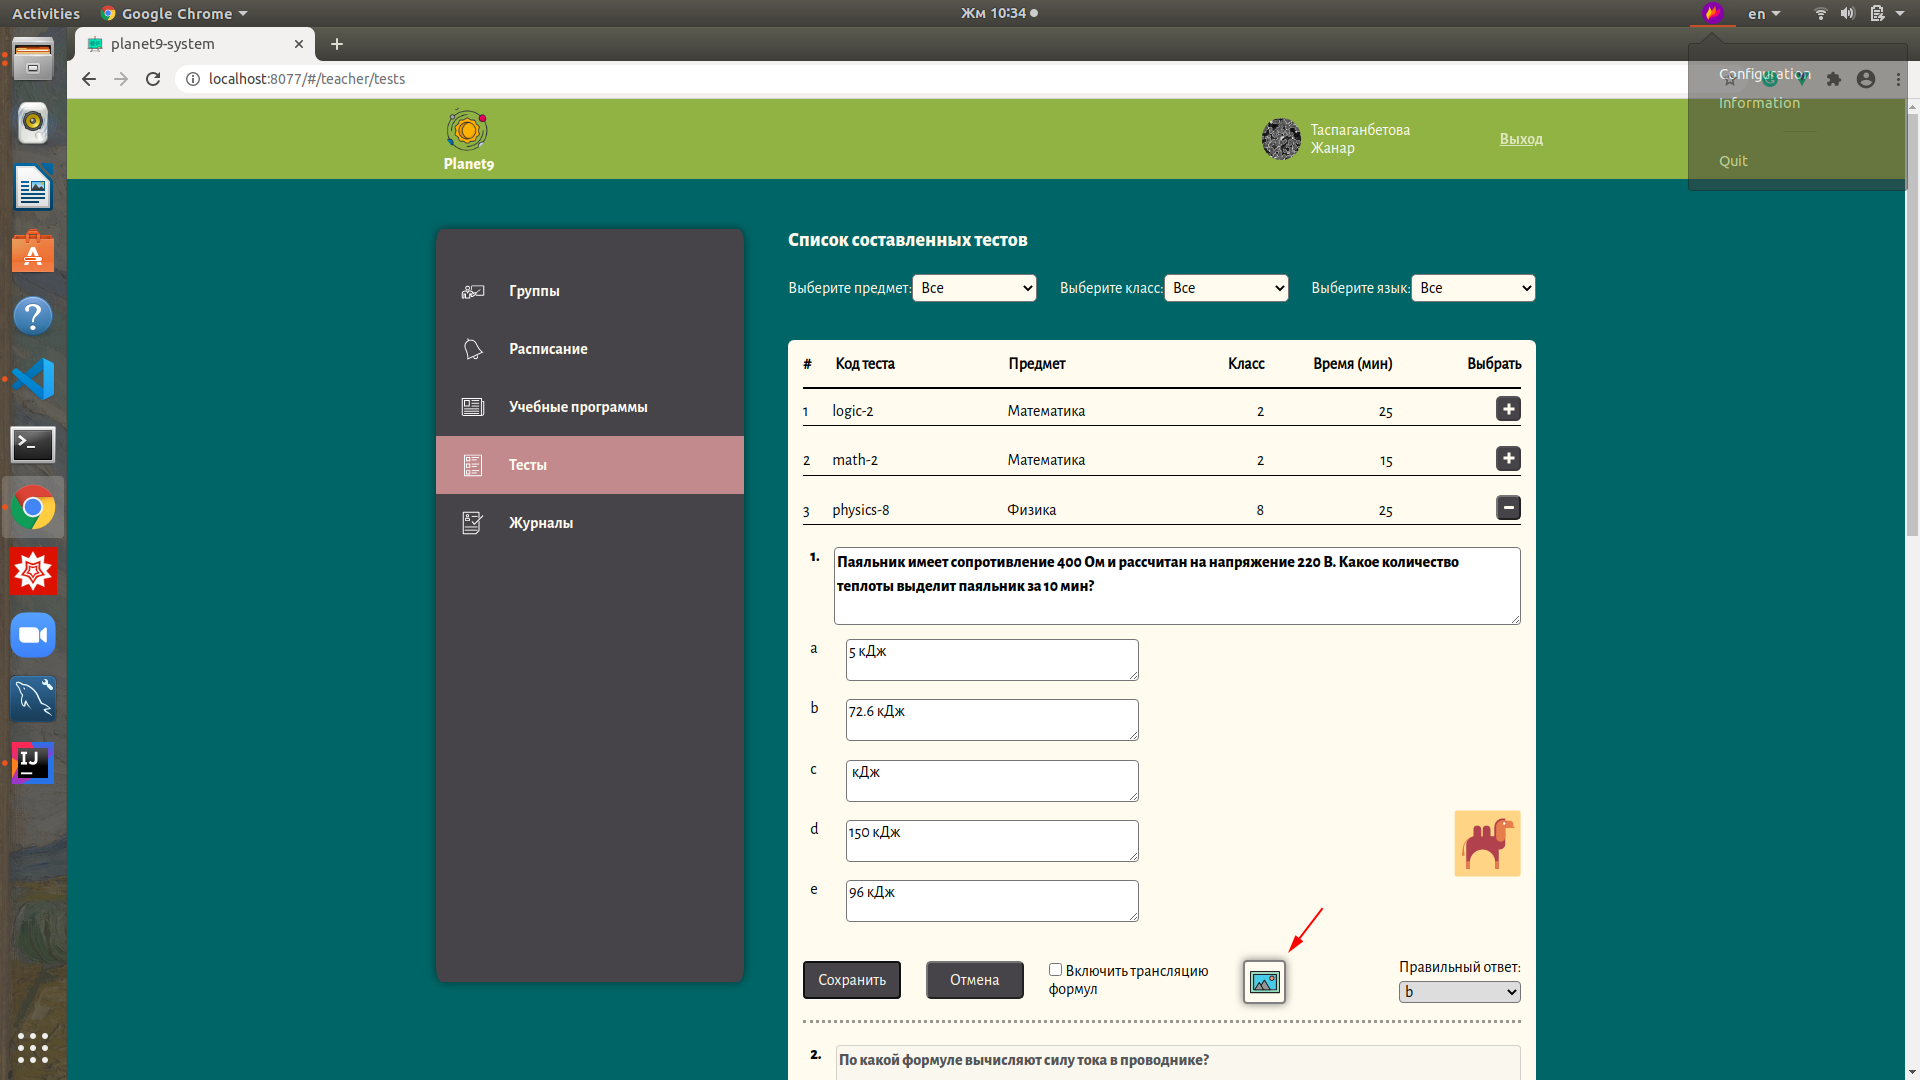 Activities
Google Chrome
Жм 10:34
en
planet9-system
localhost:8077/#/teacher/tests
Configuration
Information
Quit
Planet9
Таспаганбетова
Жанар
Выход
Группы
Расписание
Учебные программы
Тесты
Журналы
Список составленных тестов
Выберите предмет: Все
Выберите класс: Все
Выберите язык: Все
# Код теста Предмет Класс Время (мин) Выбрать
1 logic-2 Математика 2 25
2 math-2 Математика 2 15
3 physics-8 Физика 8 25
1. Паяльник имеет сопротивление 400 Ом и рассчитан на напряжение 220 В. Какое количество
теплоты выделит паяльник за 10 мин?
a 5 кДж
b 72.6 кДж
c кДж
d 150 кДж
e 96 кДж
Сохранить
Отмена
Включить трансляцию
формул
Правильный ответ:
b
2. По какой формуле вычисляют силу тока в проводнике?
IJ